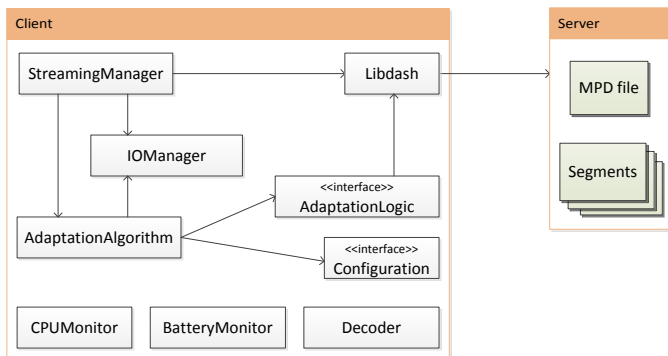 Client
Server
StreamingManager
Libdash
MPD file
IOManager
Segments
<<interface>>
AdaptationLogic
AdaptationAlgorithm
<<interface>>
Configuration
CPUMonitor
BatteryMonitor
Decoder